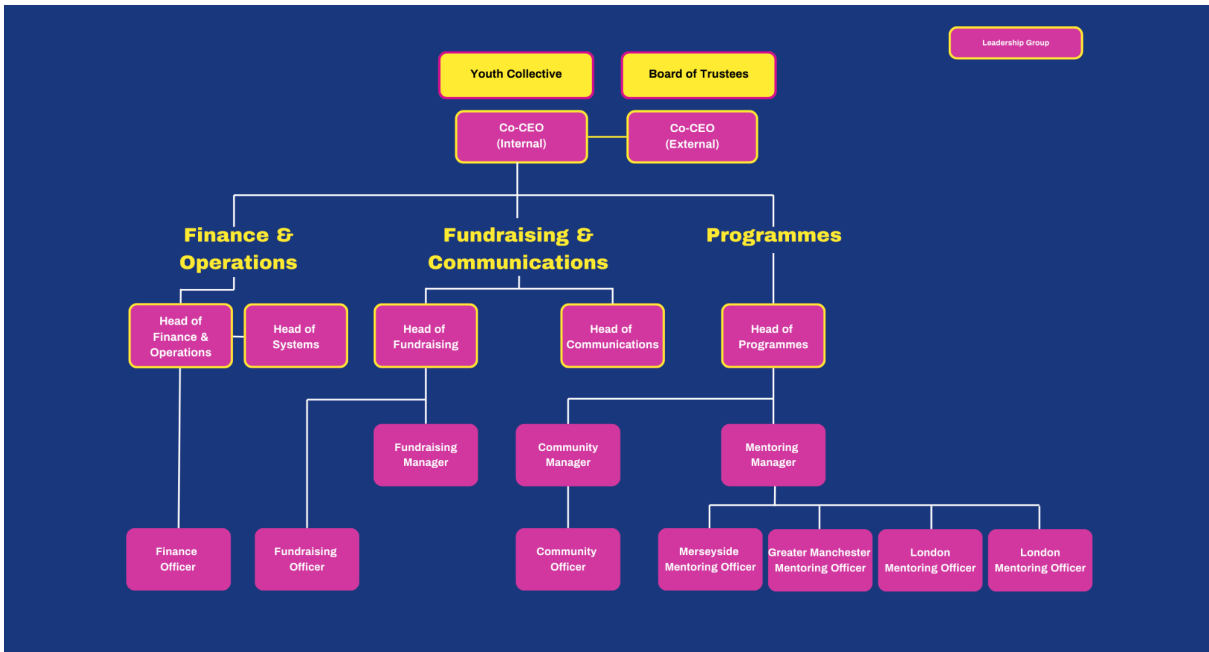 Leadership Group
Youth Collective
Board of Trustees
Co-CEO
(Internal)
Co-CEO
(External)
Finance &
Operations
Fundraising &
Communications
Programmes
Head of
Finance &
Operations
Head of
Systems
Head of
Fundraising
Head of
Communications
Head of
Programmes
Fundraising
Manager
Community
Manager
Mentoring
Manager
Finance
Officer
Fundraising
Officer
Community
Officer
Merseyside
Mentoring Officer
Greater Manchester
Mentoring Officer
London
Mentoring Officer
London
Mentoring Officer